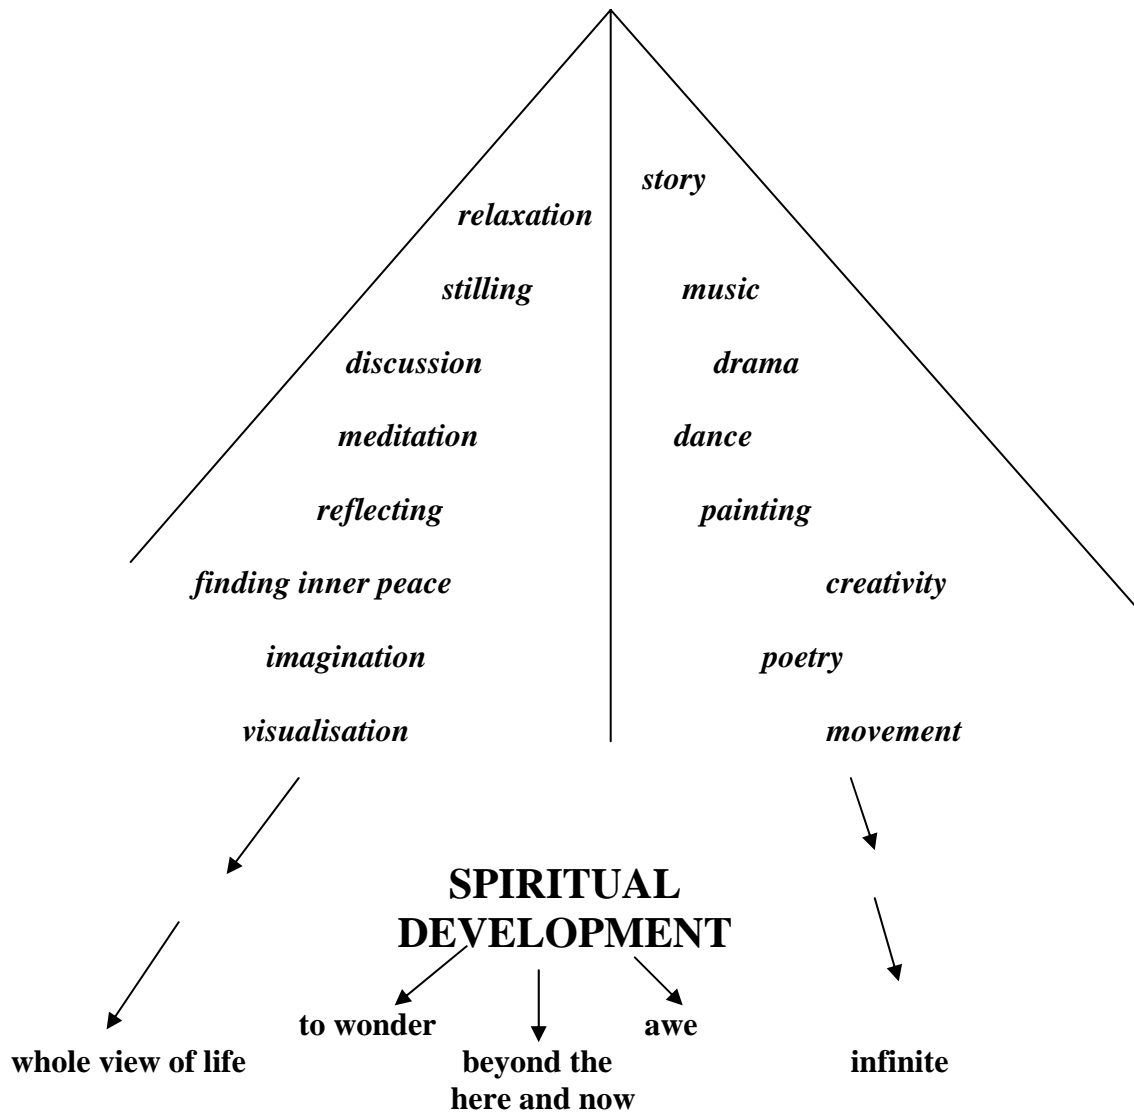 story
relaxation
stilling
music
discussion
drama
meditation
dance
reflecting
painting
finding inner peace
creativity
imagination
poetry
visualisation
movement
SPIRITUAL
DEVELOPMENT
to wonder
awe
whole view of life
beyond the
here and now
infinite